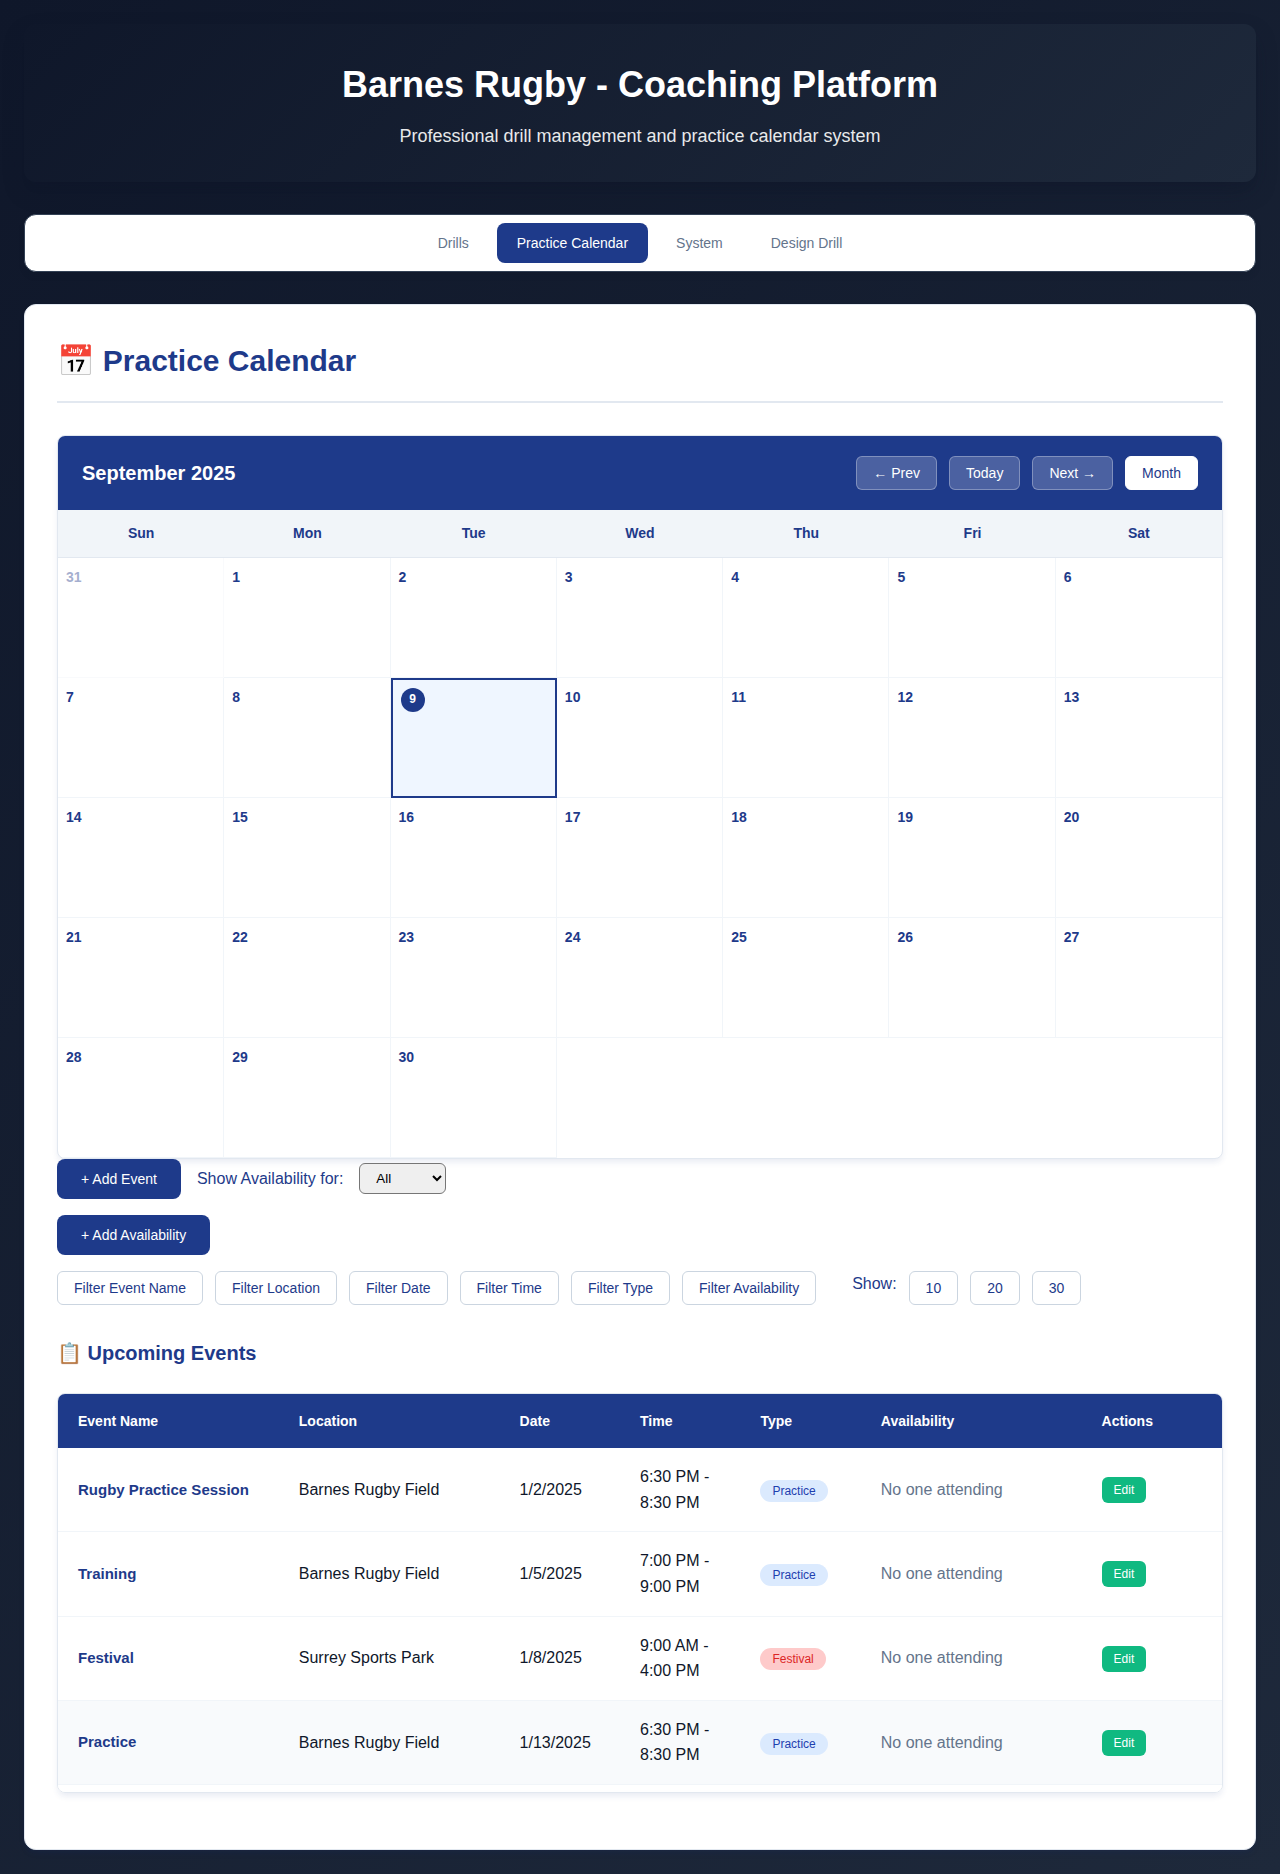 Barnes Rugby - Coaching Platform
Professional drill management and practice calendar system
Drills Practice Calendar System Design Drill
July
17
Practice Calendar
September 2025 ← Prev Today Next → Month
Sun Mon Tue Wed Thu Fri Sat
31 1 2 3 4 5 6
7 8 9 10 11 12 13
14 15 16 17 18 19 20
21 22 23 24 25 26 27
28 29 30
+ Add Event Show Availability for: All
+ Add Availability
Filter Event Name Filter Location Filter Date Filter Time Filter Type Filter Availability Show: 10 20 30
Upcoming Events
Event Name Location Date Time Type Availability Actions
Rugby Practice Session Barnes Rugby Field 1/2/2025 6:30 PM - 8:30 PM Practice No one attending Edit
Training Barnes Rugby Field 1/5/2025 7:00 PM - 9:00 PM Practice No one attending Edit
Festival Surrey Sports Park 1/8/2025 9:00 AM - 4:00 PM Festival No one attending Edit
Practice Barnes Rugby Field 1/13/2025 6:30 PM - 8:30 PM Practice No one attending Edit